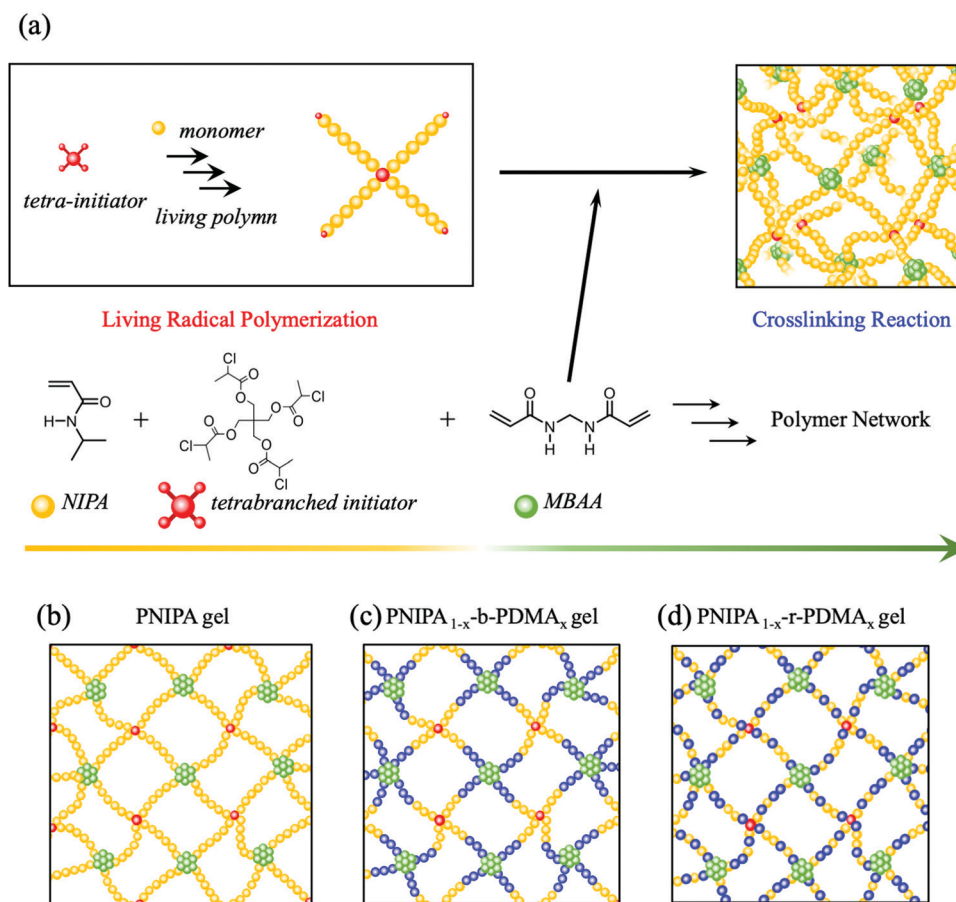 (a)
monomer
tetra-initiator
living polymn
Living Radical Polymerization
Crosslinking Reaction
Cl
O
O
O
Cl
O
O
N
H
+
O
O
Cl
O
O
Cl
+
O
O
N
N
H
H
Polymer Network
NIPA
tetrabranched initiator
MBAA
(b)
PNIPA gel
(c) PNIPA1-x-b-PDMAx gel
(d) PNIPA1-x-r-PDMAx gel